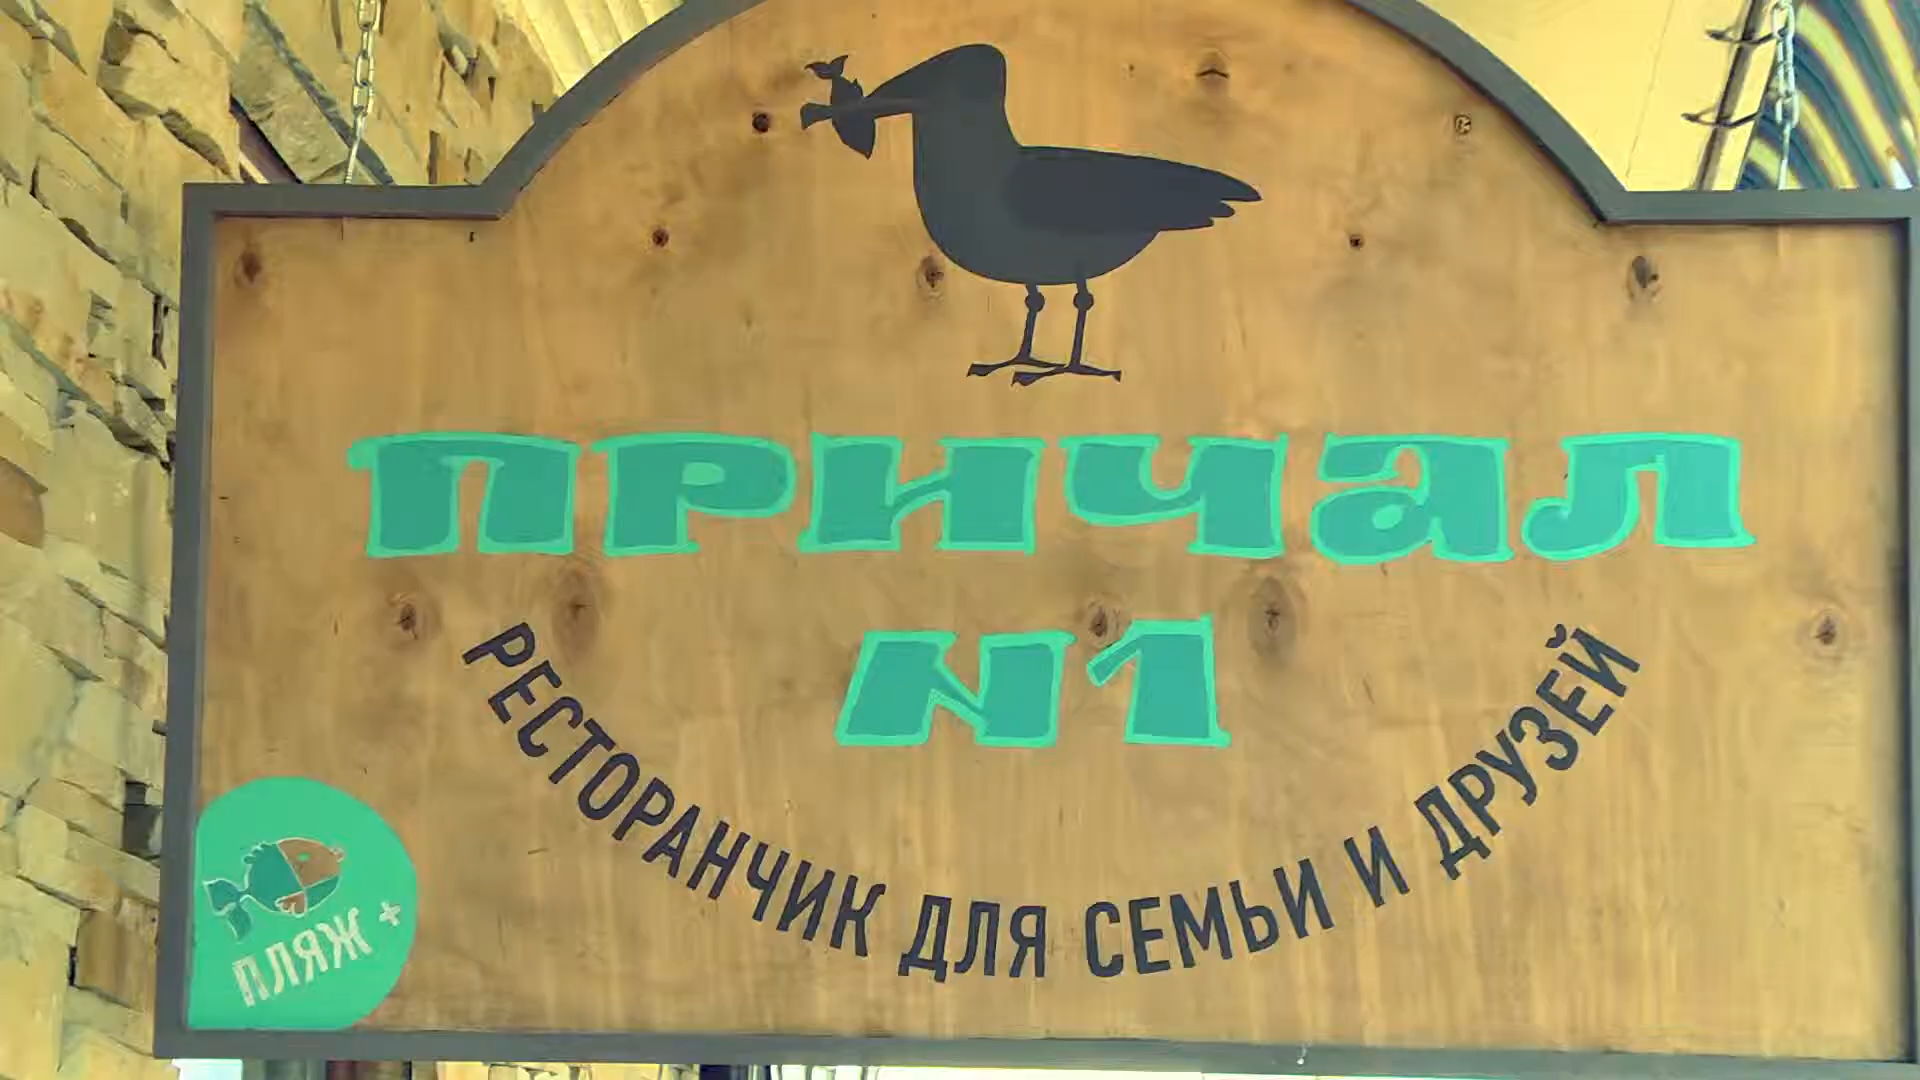 ПРИЧАЛ
N1
РЕСТОРАНЧИК ДЛЯ СЕМЬИ И ДРУЗЕЙ
ПЛЯЖ +